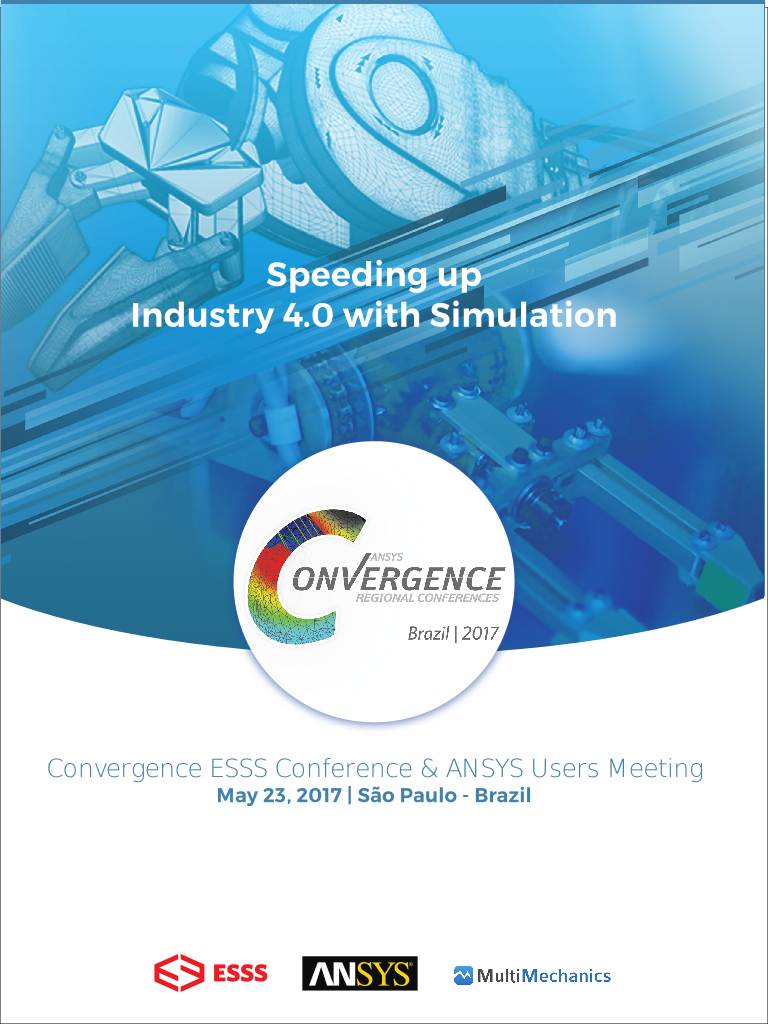 Speeding up
Industry 4.0 with Simulation
ANSYS
CONVERGENCE
REGIONAL CONFERENCES
Brazil | 2017
Convergence ESSS Conference & ANSYS Users Meeting
May 23, 2017 | São Paulo - Brazil
ESSS
ANSYS®
MultiMechanics